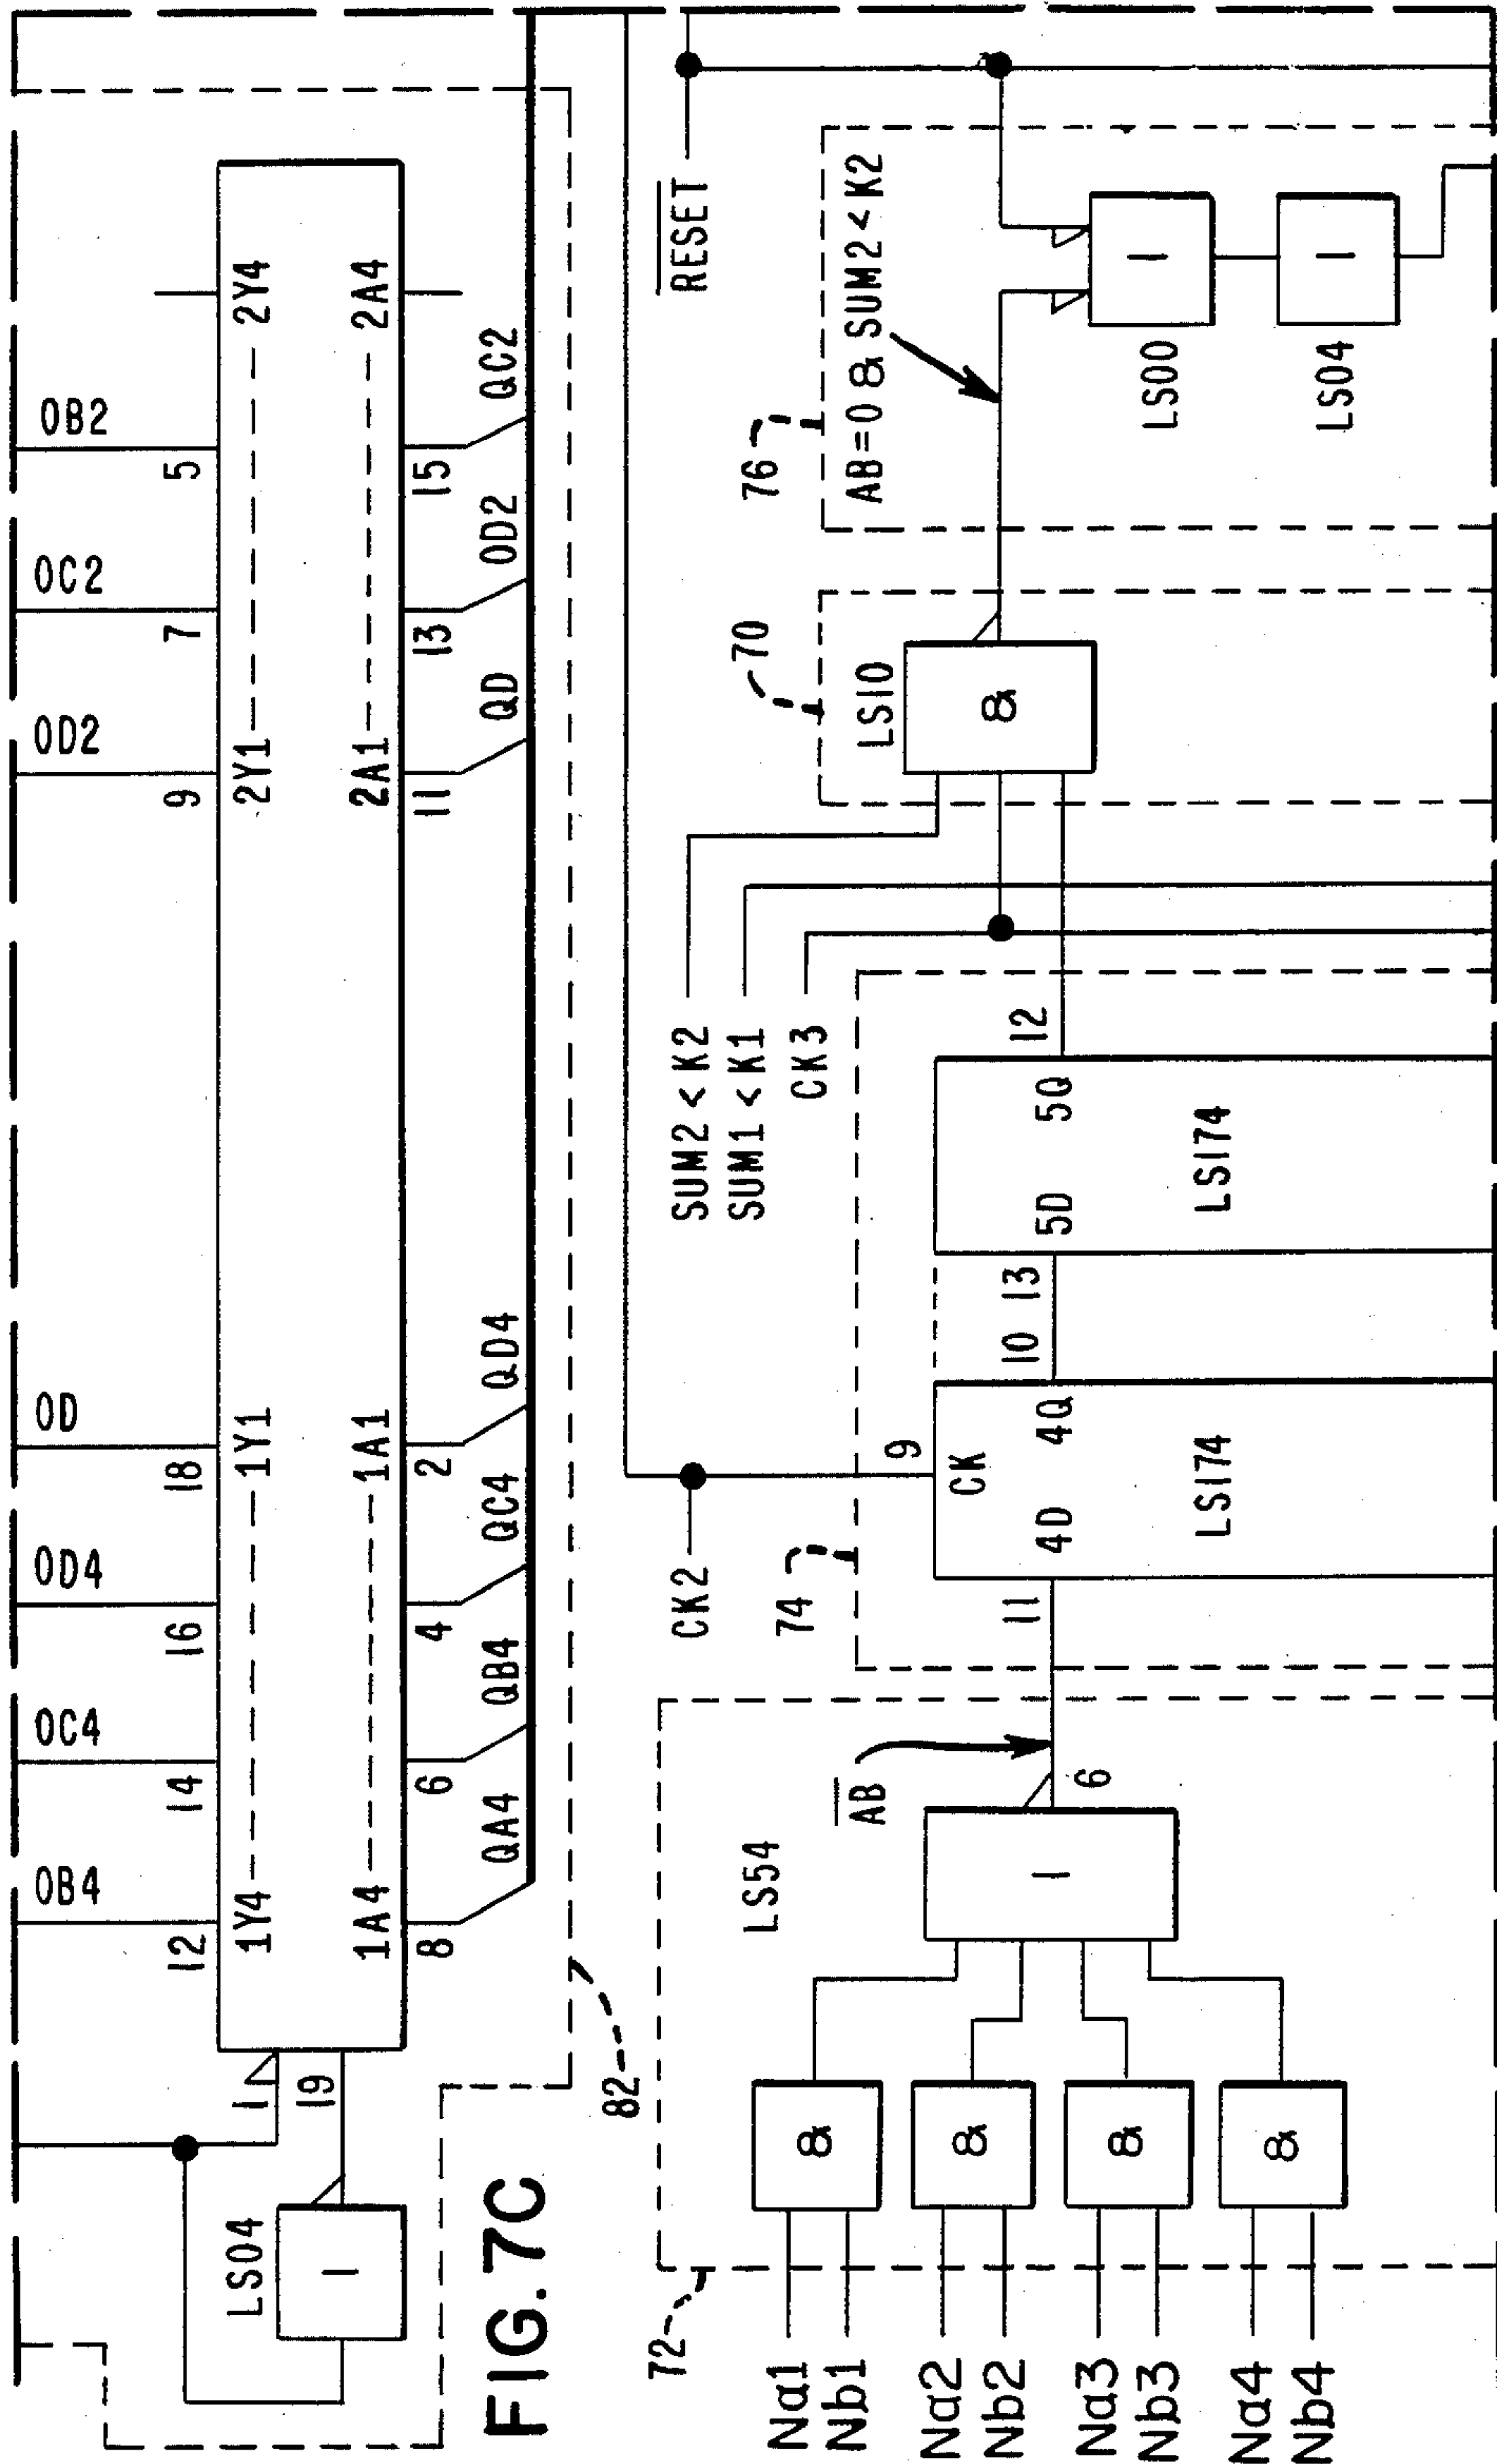 OB4 OC4 OD4 OD OD2 OC2 OB2
12 14 16 18 9 7 5
1Y4 1Y1 2Y1 2Y4
1A4 1A1 2A1 2A4
8 6 4 2 11 13 15
QA4 QB4 QC4 QD4 QD OD2 QC2
1
19
LS04
1
FIG. 7C
82
72
Na1
Nb1
Na2
Nb2
Na3
Nb3
Na4
Nb4
&
&
&
&
LS54
1
6
AB
74
CK2
9
11
CK
4D 4Q
LS174
10 13
5D 5Q
LS174
12
SUM2 < K2
SUM1 < K1
CK3
70
LS10
&
76
AB=0 & SUM2 < K2
RESET
1
LS00
1
LS04